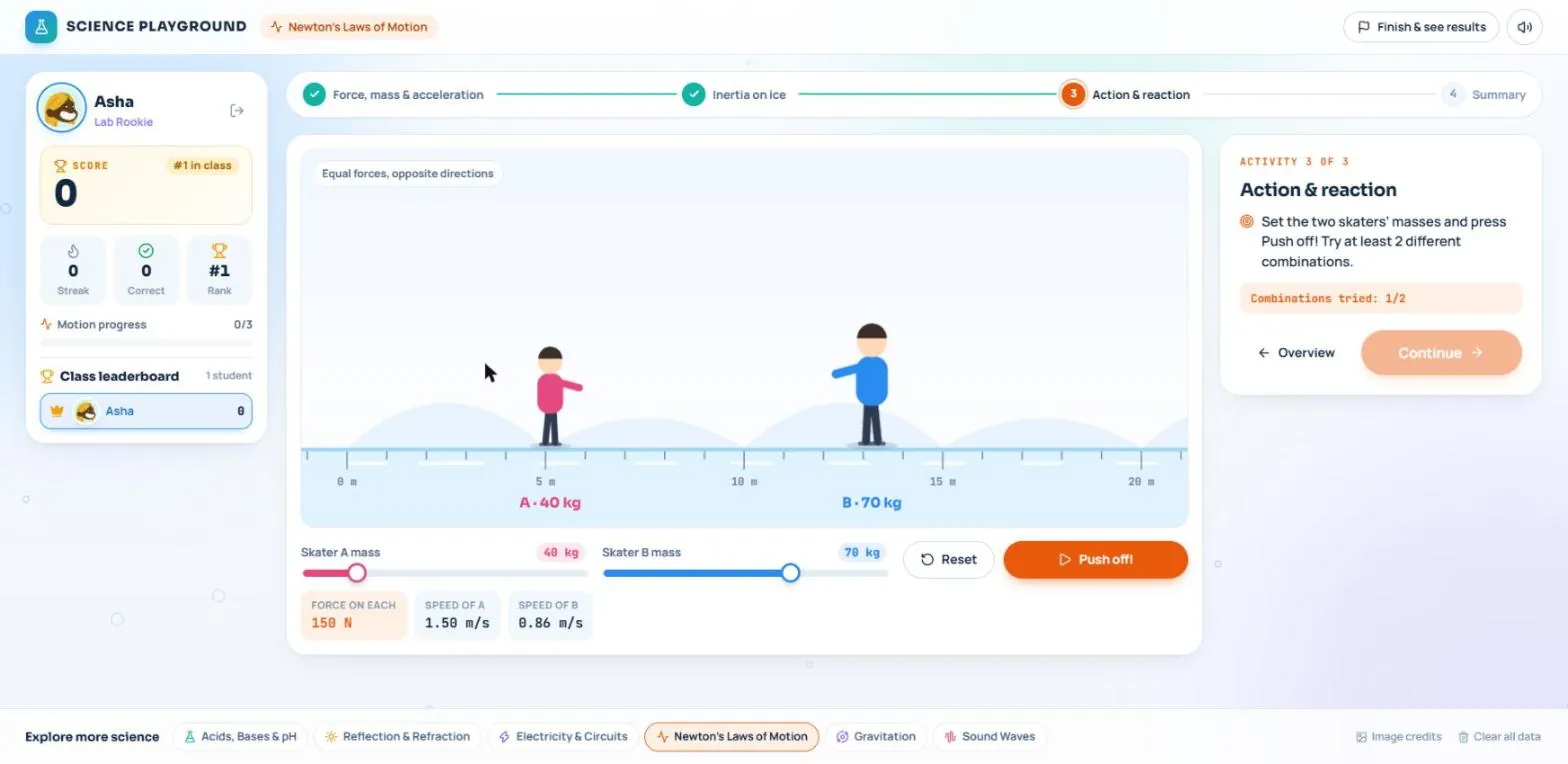 SCIENCE PLAYGROUND
Newton's Laws of Motion
Finish & see results
Asha
Lab Rookie
SCORE
#1 in class
0
0
Streak
0
Correct
#1
Rank
Motion progress 0/3
Class leaderboard 1 student
Asha 0
Force, mass & acceleration
Inertia on ice
3 Action & reaction
4 Summary
Equal forces, opposite directions
0 m 5 m 10 m 15 m 20 m
A · 40 kg B · 70 kg
Skater A mass 40 kg
Skater B mass 70 kg
Reset
Push off!
FORCE ON EACH
150 N
SPEED OF A
1.50 m/s
SPEED OF B
0.86 m/s
ACTIVITY 3 OF 3
Action & reaction
Set the two skaters' masses and press
Push off! Try at least 2 different
combinations.
Combinations tried: 1/2
Overview
Continue
Explore more science
Acids, Bases & pH
Reflection & Refraction
Electricity & Circuits
Newton's Laws of Motion
Gravitation
Sound Waves
Image credits
Clear all data